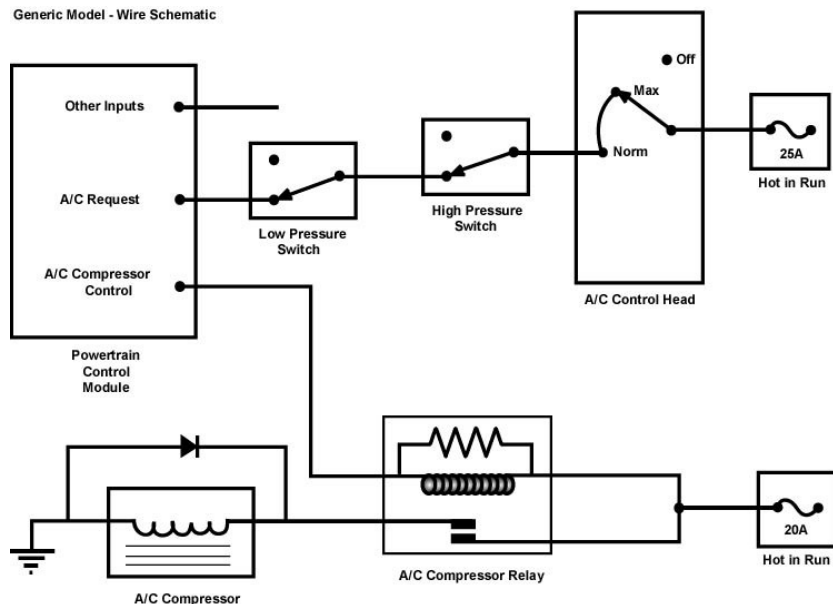 Generic Model - Wire Schematic
Other Inputs
A/C Request
A/C Compressor
Control
Powertrain
Control
Module
Low Pressure
Switch
High Pressure
Switch
Off
Max
Norm
A/C Control Head
25A
Hot in Run
A/C Compressor
A/C Compressor Relay
20A
Hot in Run